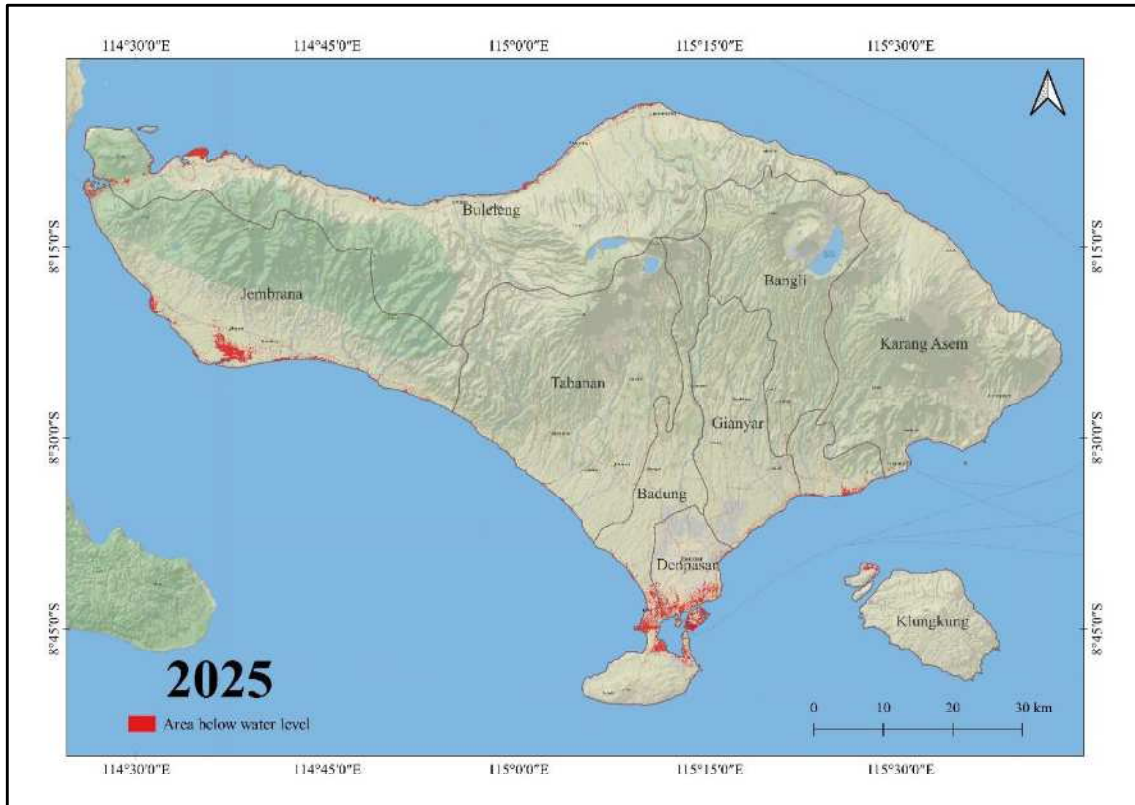 114°30'0"E 114°45'0"E 115°0'0"E 115°15'0"E 115°30'0"E
8°15'0"S
8°30'0"S
8°45'0"S
Buleleng
Jembrana
Bangli
Karang Asem
Tabanan
Gianyar
Badung
Denpasar
Klungkung
8°15'0"S
8°30'0"S
8°45'0"S
2025
Area below water level
0 10 20 30 km
114°30'0"E 114°45'0"E 115°0'0"E 115°15'0"E 115°30'0"E